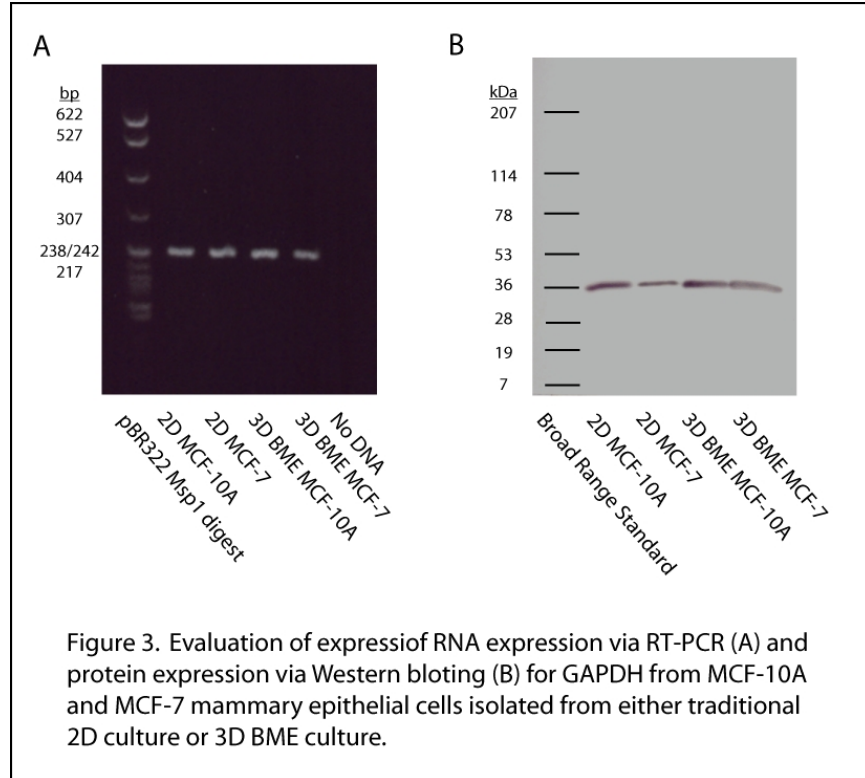 A
bp
622
527
404
307
238/242
217
pBR322 Msp1 digest
2D MCF-10A
2D MCF-7
3D BME MCF-10A
3D BME MCF-7
No DNA
B
kDa
207
114
78
53
36
28
19
7
Broad Range Standard
2D MCF-10A
2D MCF-7
3D BME MCF-10A
3D BME MCF-7
Figure 3. Evaluation of expressiof RNA expression via RT-PCR (A) and
protein expression via Western bloting (B) for GAPDH from MCF-10A
and MCF-7 mammary epithelial cells isolated from either traditional
2D culture or 3D BME culture.